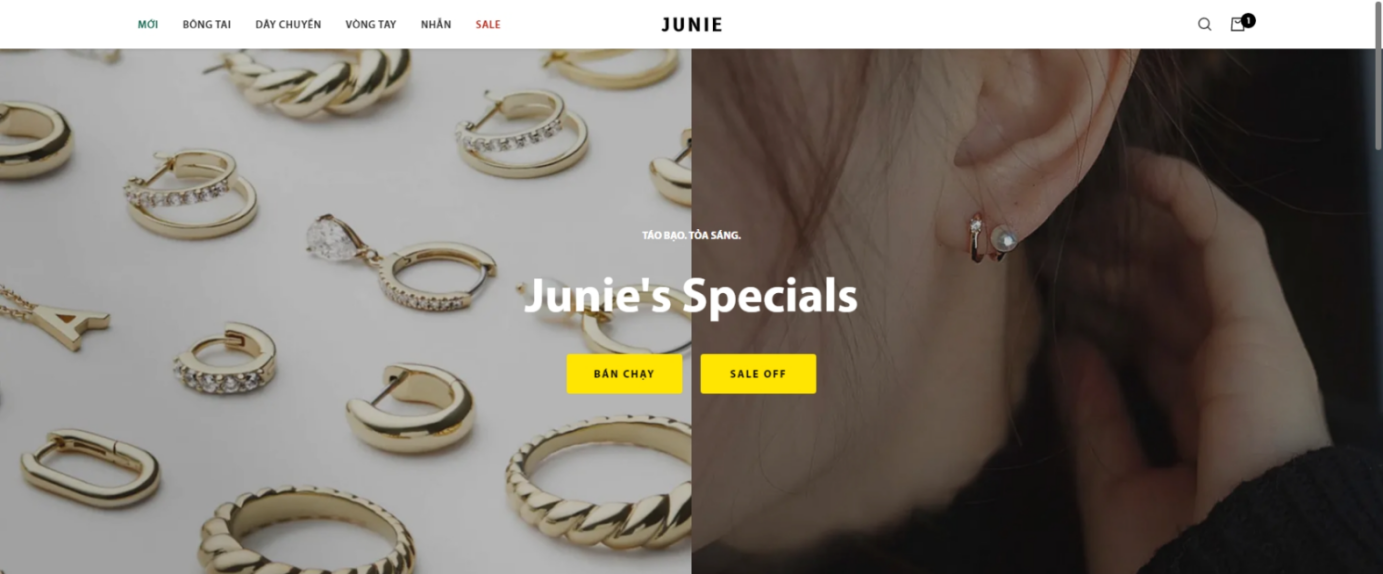 MỚI BÔNG TAI DÂY CHUYỀN VÒNG TAY NHẪN SALE JUNIE 1
TÁO BẠO. TỎA SÁNG.
Junie's Specials
BÁN CHẠY SALE OFF